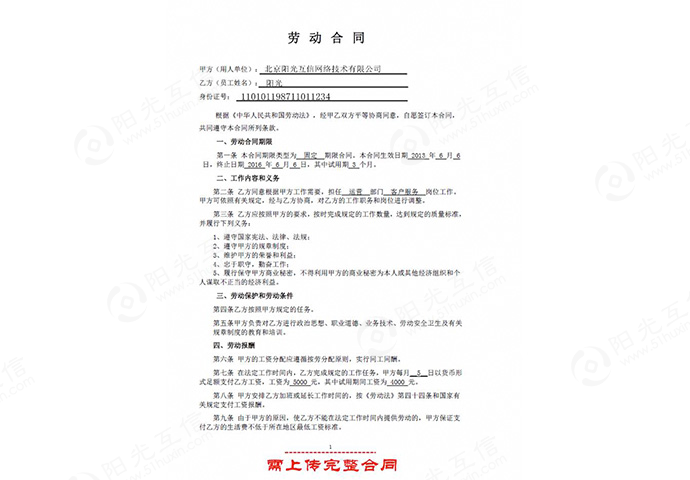 劳 动 合 同
甲方（用人单位）：北京阳光互信网络技术有限公司
乙方（员工姓名）：阳光
身份证号：110101198711011234
根据《中华人民共和国劳动法》，经甲乙双方平等协商同意，自愿签订本合同，
共同遵守本合同所列条款。
一、劳动合同期限
第一条 本合同期限类型为 固定 期限合同。本合同生效日期 2013 年 6 月 6
日，终止日期 2016 年 6 月 6 日，其中试用期 3 个月。
二、工作内容和义务
第二条 乙方同意根据甲方工作需要，担任 运营 部门 客户服务 岗位工作。
甲方可依照有关规定，经与乙方协商，对乙方的工作职务和岗位进行调整。
第三条 乙方应按照甲方的要求，按时完成规定的工作数量，达到规定的质量标准，
并履行下列义务：
1、遵守国家宪法、法律、法规；
2、遵守甲方的规章制度；
3、维护甲方的荣誉和利益；
4、忠于职守，勤奋工作；
5、履行保守甲方商业秘密，不得利用甲方的商业秘密为本人或其他经济组织和个
人谋取不正当的经济利益。
三、劳动保护和劳动条件
第四条乙方按照甲方规定的任务。
第五条甲方负责对乙方进行政治思想、职业道德、业务技术、劳动安全卫生及有关
规章制度的教育和培训。
四、劳动报酬
第六条 甲方的工资分配应遵循按劳分配原则，实行同工同酬。
第七条 在法定工作时间内，乙方完成规定的工作任务，甲方每月 5 日以货币形
式足额支付乙方工资，工资为 5000 元，其中试用期间工资为 4000 元。
第八条 甲方安排乙方加班或延长工作时间的，按《劳动法》第四十四条和国家有
关规定支付工资报酬。
第九条 由于甲方的原因，使乙方不能在法定工作时间内提供劳动的，甲方保证支
付乙方的生活费不低于所在地区最低工资标准。
1
需上传完整合同
阳光互信